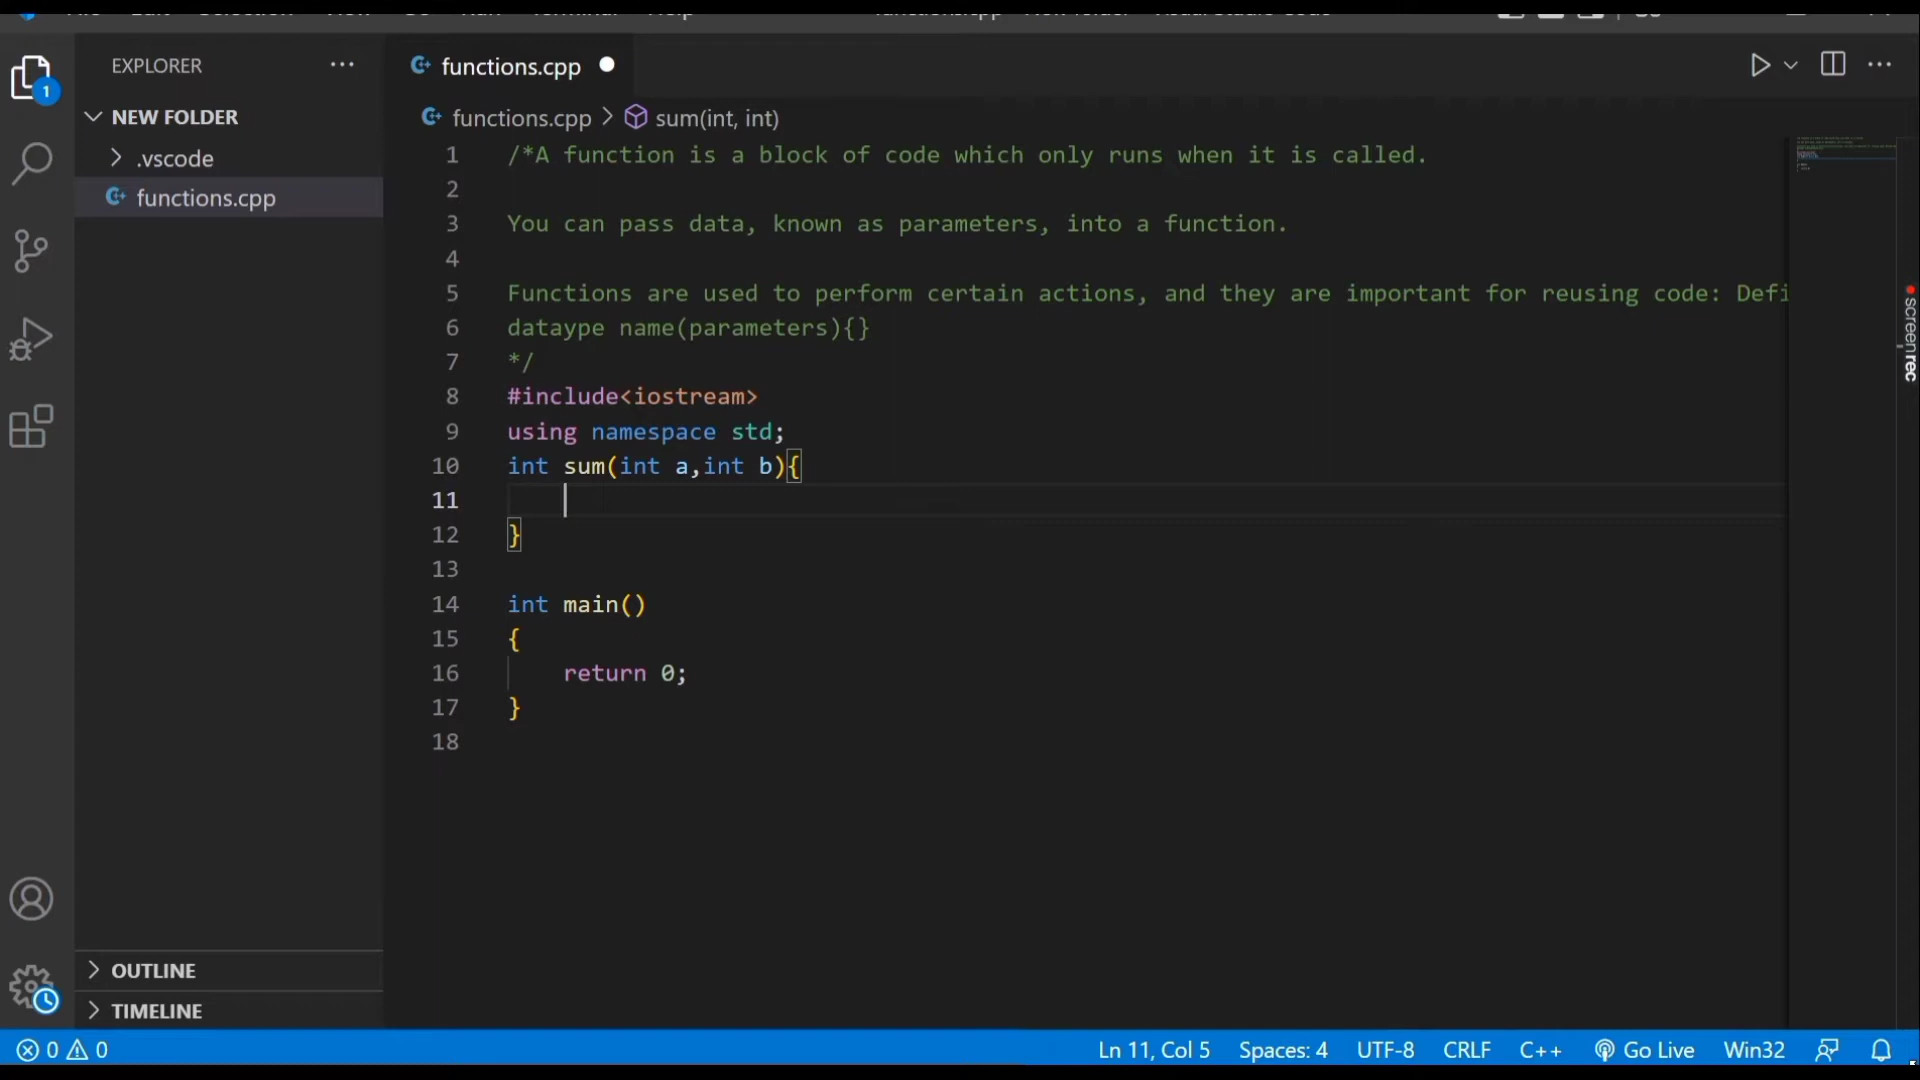 EXPLORER
functions.cpp
NEW FOLDER
.vscode
functions.cpp
functions.cpp > sum(int, int)
1 /*A function is a block of code which only runs when it is called.
2
3 You can pass data, known as parameters, into a function.
4
5 Functions are used to perform certain actions, and they are important for reusing code: Defi
6 dataype name(parameters){}
7 */
8 #include<iostream>
9 using namespace std;
10 int sum(int a,int b){
11
12 }
13
14 int main()
15 {
16 return 0;
17 }
18
OUTLINE
TIMELINE
0 0
Ln 11, Col 5 Spaces: 4 UTF-8 CRLF C++ Go Live Win32
1
screenrec